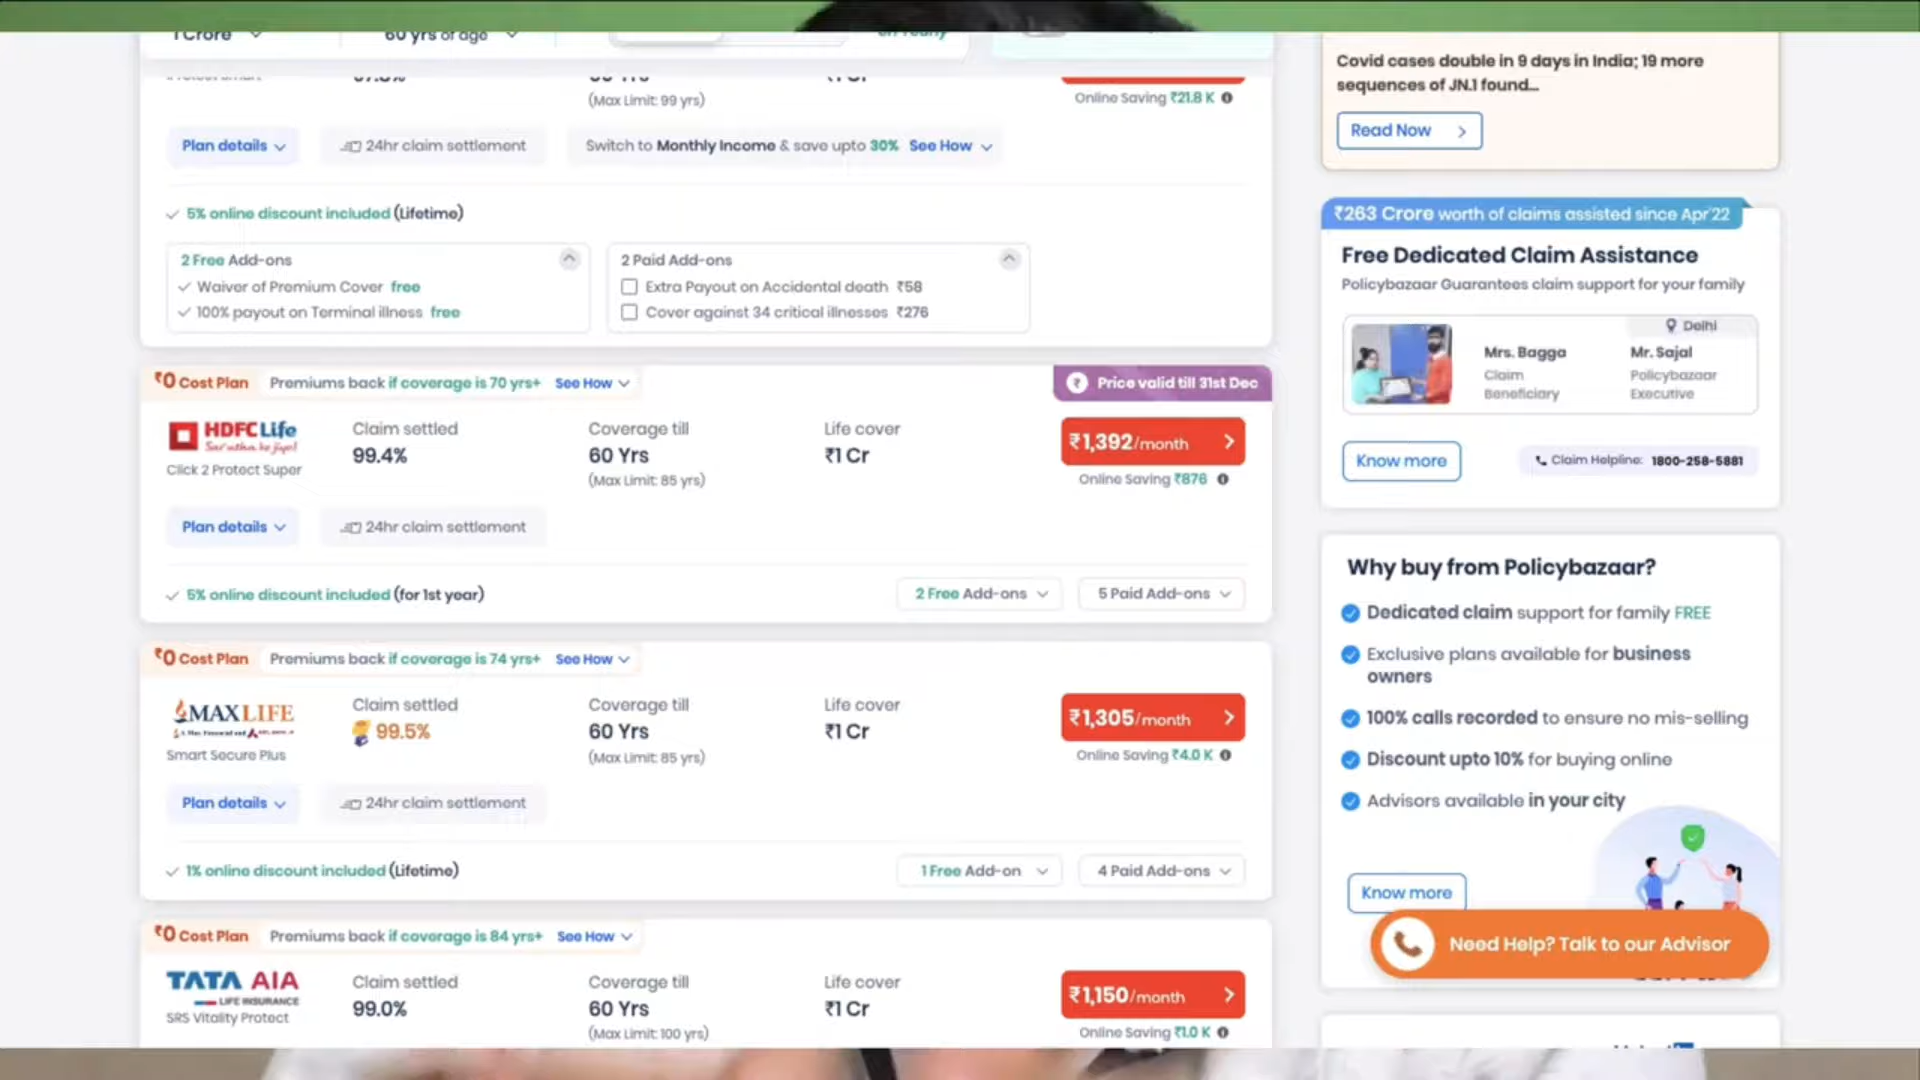 1 Crore
60 yrs of age
(Max Limit: 99 yrs)
Online Saving ₹21.8 K
Plan details
24hr claim settlement
Switch to Monthly Income & save upto 30% See How
5% online discount included (Lifetime)
2 Free Add-ons
Waiver of Premium Cover free
100% payout on Terminal illness free
2 Paid Add-ons
Extra Payout on Accidental death ₹58
Cover against 34 critical illnesses ₹276
₹0 Cost Plan
Premiums back if coverage is 70 yrs+ See How
Price valid till 31st Dec
HDFC Life
Sar utha ke jiyo!
Click 2 Protect Super
Claim settled
99.4%
Coverage till
60 Yrs
(Max Limit: 85 yrs)
Life cover
₹1 Cr
₹1,392/month
Online Saving ₹876
Plan details
24hr claim settlement
5% online discount included (for 1st year)
2 Free Add-ons
5 Paid Add-ons
₹0 Cost Plan
Premiums back if coverage is 74 yrs+ See How
MAX LIFE
Smart Secure Plus
Claim settled
99.5%
Coverage till
60 Yrs
(Max Limit: 85 yrs)
Life cover
₹1 Cr
₹1,305/month
Online Saving ₹4.0 K
Plan details
24hr claim settlement
1% online discount included (Lifetime)
1 Free Add-on
4 Paid Add-ons
₹0 Cost Plan
Premiums back if coverage is 84 yrs+ See How
TATA AIA
LIFE INSURANCE
SRS Vitality Protect
Claim settled
99.0%
Coverage till
60 Yrs
(Max Limit: 100 yrs)
Life cover
₹1 Cr
₹1,150/month
Online Saving ₹1.0 K
Covid cases double in 9 days in India; 19 more
sequences of JN.1 found...
Read Now
₹263 Crore worth of claims assisted since Apr'22
Free Dedicated Claim Assistance
Policybazaar Guarantees claim support for your family
Delhi
Mrs. Bagga
Claim
Beneficiary
Mr. Sajal
Policybazaar
Executive
Know more
Claim Helpline: 1800-258-5881
Why buy from Policybazaar?
Dedicated claim support for family FREE
Exclusive plans available for business
owners
100% calls recorded to ensure no mis-selling
Discount upto 10% for buying online
Advisors available in your city
Know more
Need Help? Talk to our Advisor